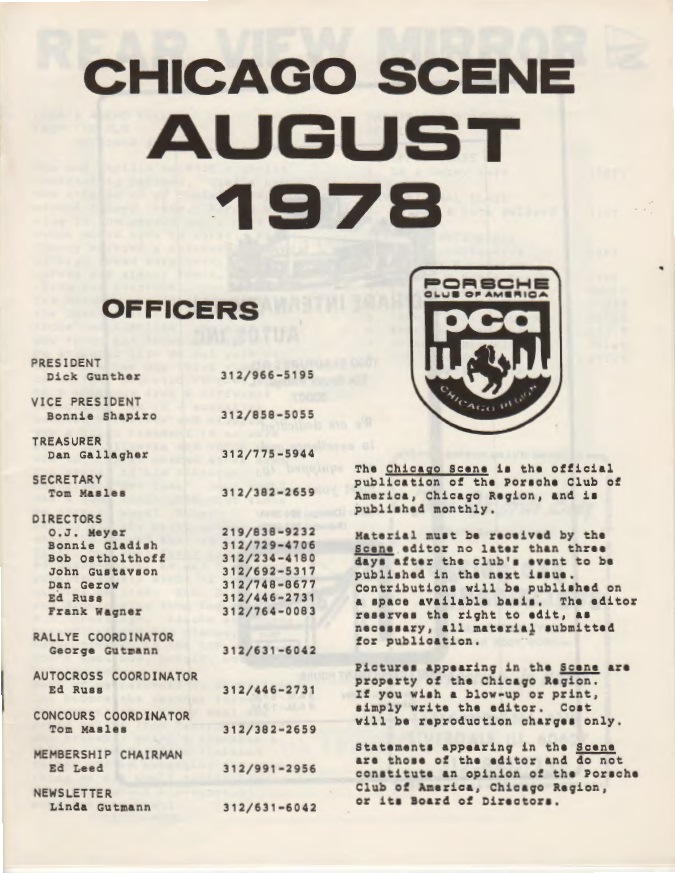 CHICAGO SCENE
AUGUST
1978
OFFICERS
PRESIDENT
Dick Gunther 312/966-5195
VICE PRESIDENT
Bonnie Shapiro 312/858-5055
TREASURER
Dan Gallagher 312/775-5944
SECRETARY
Tom Masles 312/382-2659
DIRECTORS
O.J. Meyer 219/838-9232
Bonnie Gladish 312/729-4706
Bob Ostholthoff 312/234-4180
John Gustavson 312/692-5317
Dan Gerow 312/748-8677
Ed Russ 312/446-2731
Frank Wagner 312/764-0083
RALLYE COORDINATOR
George Gutmann 312/631-6042
AUTOCROSS COORDINATOR
Ed Russ 312/446-2731
CONCOURS COORDINATOR
Tom Masles 312/382-2659
MEMBERSHIP CHAIRMAN
Ed Leed 312/991-2956
NEWSLETTER
Linda Gutmann 312/631-6042
PORSCHE
CLUB OF AMERICA
pca
CHICAGO REGION
The Chicago Scene is the official
publication of the Porsche Club of
America, Chicago Region, and is
published monthly.
Material must be received by the
Scene editor no later than three
days after the club's event to be
published in the next issue.
Contributions will be published on
a space available basis. The editor
reserves the right to edit, as
necessary, all material submitted
for publication.
Pictures appearing in the Scene are
property of the Chicago Region.
If you wish a blow-up or print,
simply write the editor. Cost
will be reproduction charges only.
Statements appearing in the Scene
are those of the editor and do not
constitute an opinion of the Porsche
Club of America, Chicago Region,
or its Board of Directors.